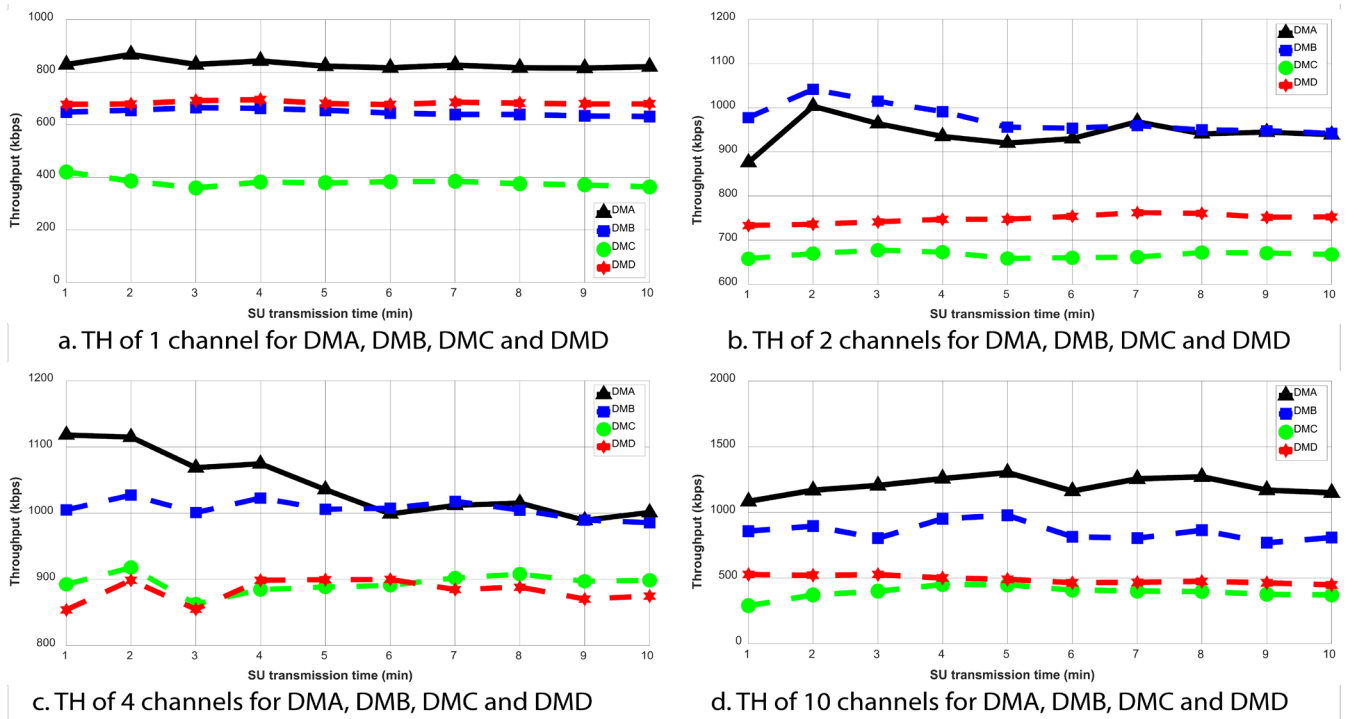 1000
800
600
400
200
0
Throughput (kbps)
DMA
DMB
DMC
DMD
1 2 3 4 5 6 7 8 9 10
SU transmission time (min)
a. TH of 1 channel for DMA, DMB, DMC and DMD
1200
1100
1000
900
800
700
600
Throughput (kbps)
DMA
DMB
DMC
DMD
1 2 3 4 5 6 7 8 9 10
SU transmission time (min)
b. TH of 2 channels for DMA, DMB, DMC and DMD
1200
1100
1000
900
800
Throughput (kbps)
DMA
DMB
DMC
DMD
1 2 3 4 5 6 7 8 9 10
SU transmission time (min)
c. TH of 4 channels for DMA, DMB, DMC and DMD
2000
1500
1000
500
0
Throughput (kbps)
DMA
DMB
DMC
DMD
1 2 3 4 5 6 7 8 9 10
SU transmission time (min)
d. TH of 10 channels for DMA, DMB, DMC and DMD